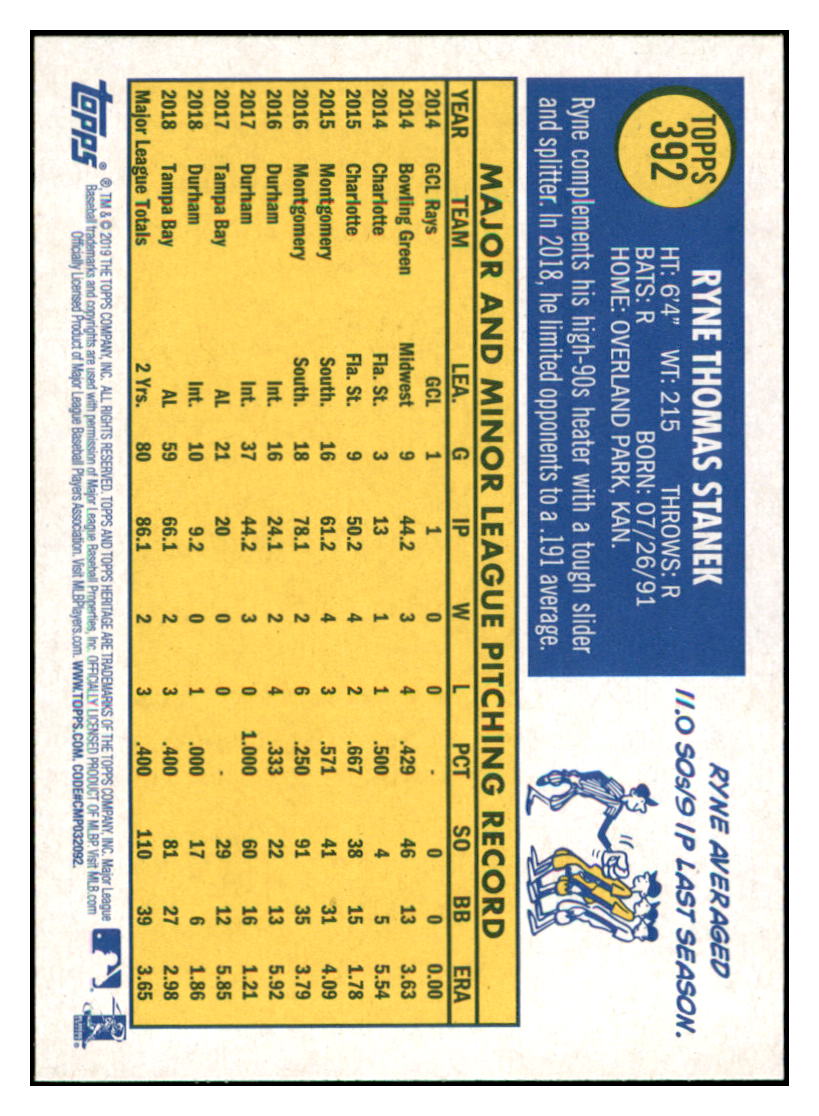 TOPPS
392
RYNE THOMAS STANEK
HT: 6'4" WT: 215 THROWS: R
BATS: R BORN: 07/26/91
HOME: OVERLAND PARK, KAN.
Ryne complements his high-90s heater with a tough slider
and splitter. In 2018, he limited opponents to a .191 average.
RYNE AVERAGED
11.0 SOs/9 IP LAST SEASON.
MAJOR AND MINOR LEAGUE PITCHING RECORD
YEAR TEAM LEA. G IP W L PCT SO BB ERA
2014 GCL Rays GCL 1 1 0 0 - 0 0 0.00
2014 Bowling Green Midwest 9 44.2 3 4 .429 46 13 3.63
2014 Charlotte Fla. St. 3 13 1 1 .500 4 5 5.54
2015 Charlotte Fla. St. 9 50.2 4 2 .667 38 15 1.78
2015 Montgomery South. 16 61.2 4 3 .571 41 31 4.09
2016 Montgomery South. 18 78.1 2 6 .250 91 35 3.79
2016 Durham Int. 16 24.1 2 4 .333 22 13 5.92
2017 Durham Int. 37 44.2 3 0 1.000 60 16 1.21
2017 Tampa Bay AL 21 20 0 0 - 29 12 5.85
2018 Durham Int. 10 9.2 0 1 .000 17 6 1.86
2018 Tampa Bay AL 59 66.1 2 3 .400 81 27 2.98
Major League Totals 2 Yrs. 80 86.1 2 3 .400 110 39 3.65
topps®
®, TM & © 2019 THE TOPPS COMPANY, INC. ALL RIGHTS RESERVED. TOPPS AND TOPPS HERITAGE ARE TRADEMARKS OF THE TOPPS COMPANY, INC. Major League
Baseball trademarks and copyrights are used with permission of Major League Baseball Properties, Inc. OFFICIALLY LICENSED PRODUCT OF MLBP. Visit MLB.com
Officially Licensed Product of Major League Baseball Players Association. Visit MLBPlayers.com. WWW.TOPPS.COM. CODE#CMP032092.